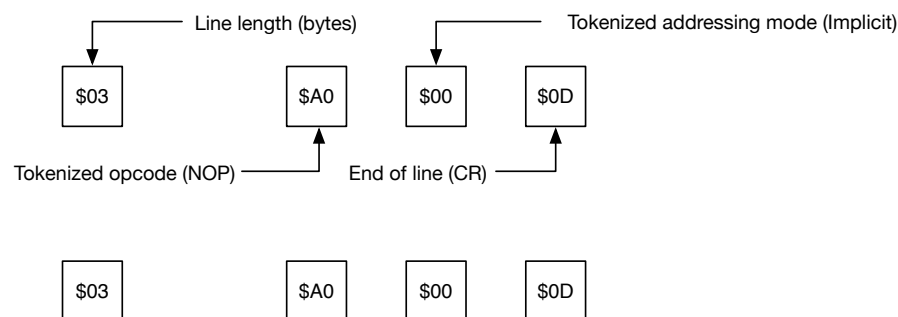 Line length (bytes)
Tokenized addressing mode (Implicit)
$03
$A0
$00
$0D
Tokenized opcode (NOP)
End of line (CR)
$03
$A0
$00
$0D